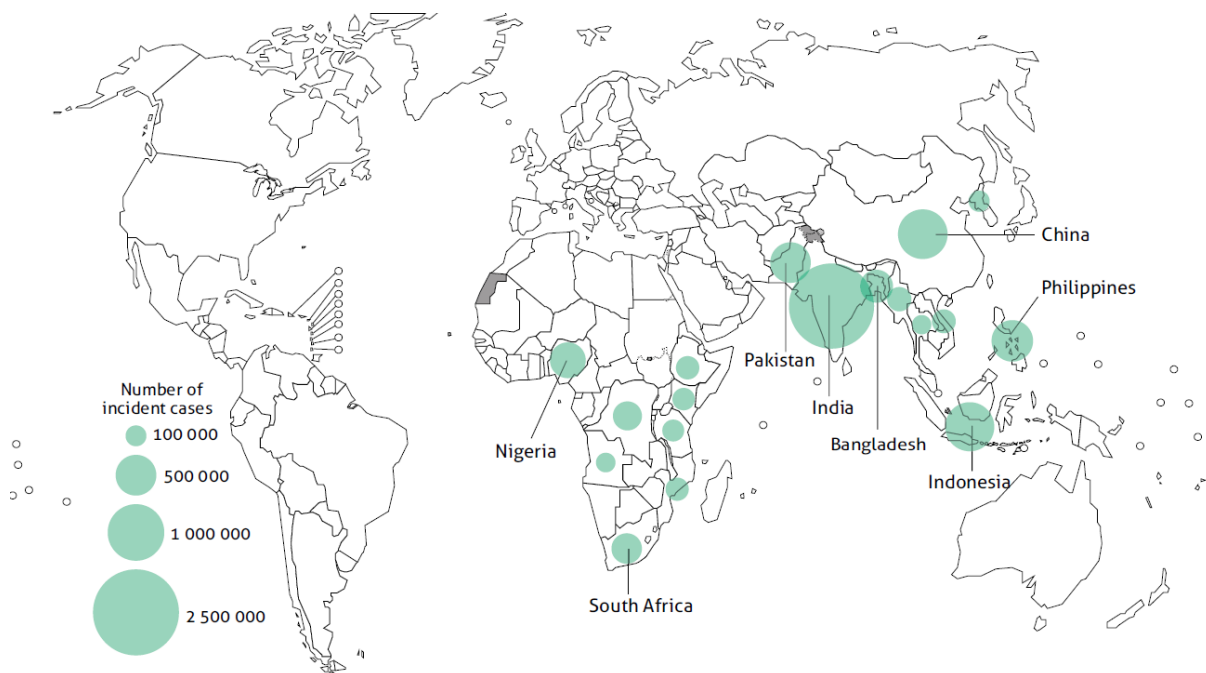 China
Philippines
Pakistan
India
Bangladesh
Indonesia
Nigeria
South Africa
Number of
incident cases
100 000
500 000
1 000 000
2 500 000